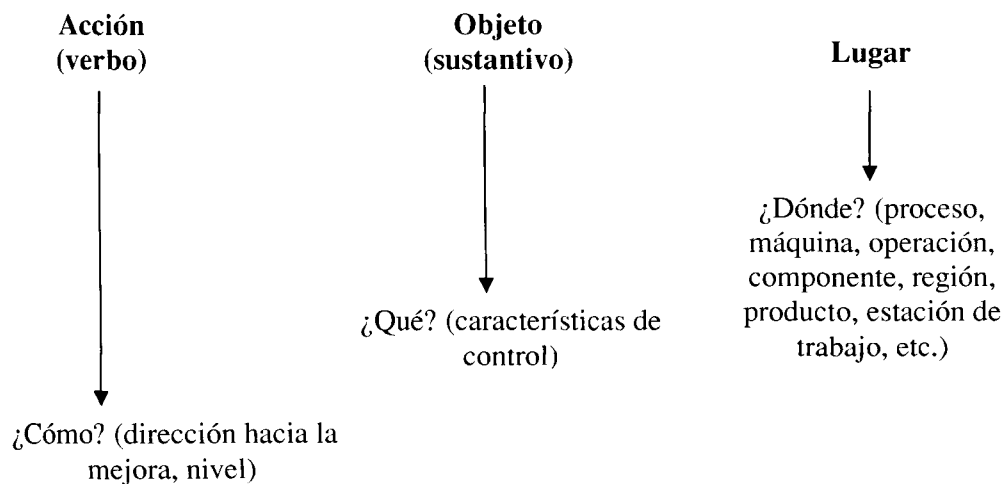 Acción
(verbo)
Objeto
(sustantivo)
Lugar
¿Dónde? (proceso,
máquina, operación,
componente, región,
producto, estación de
trabajo, etc.)
¿Qué? (características de
control)
¿Cómo? (dirección hacia la
mejora, nivel)